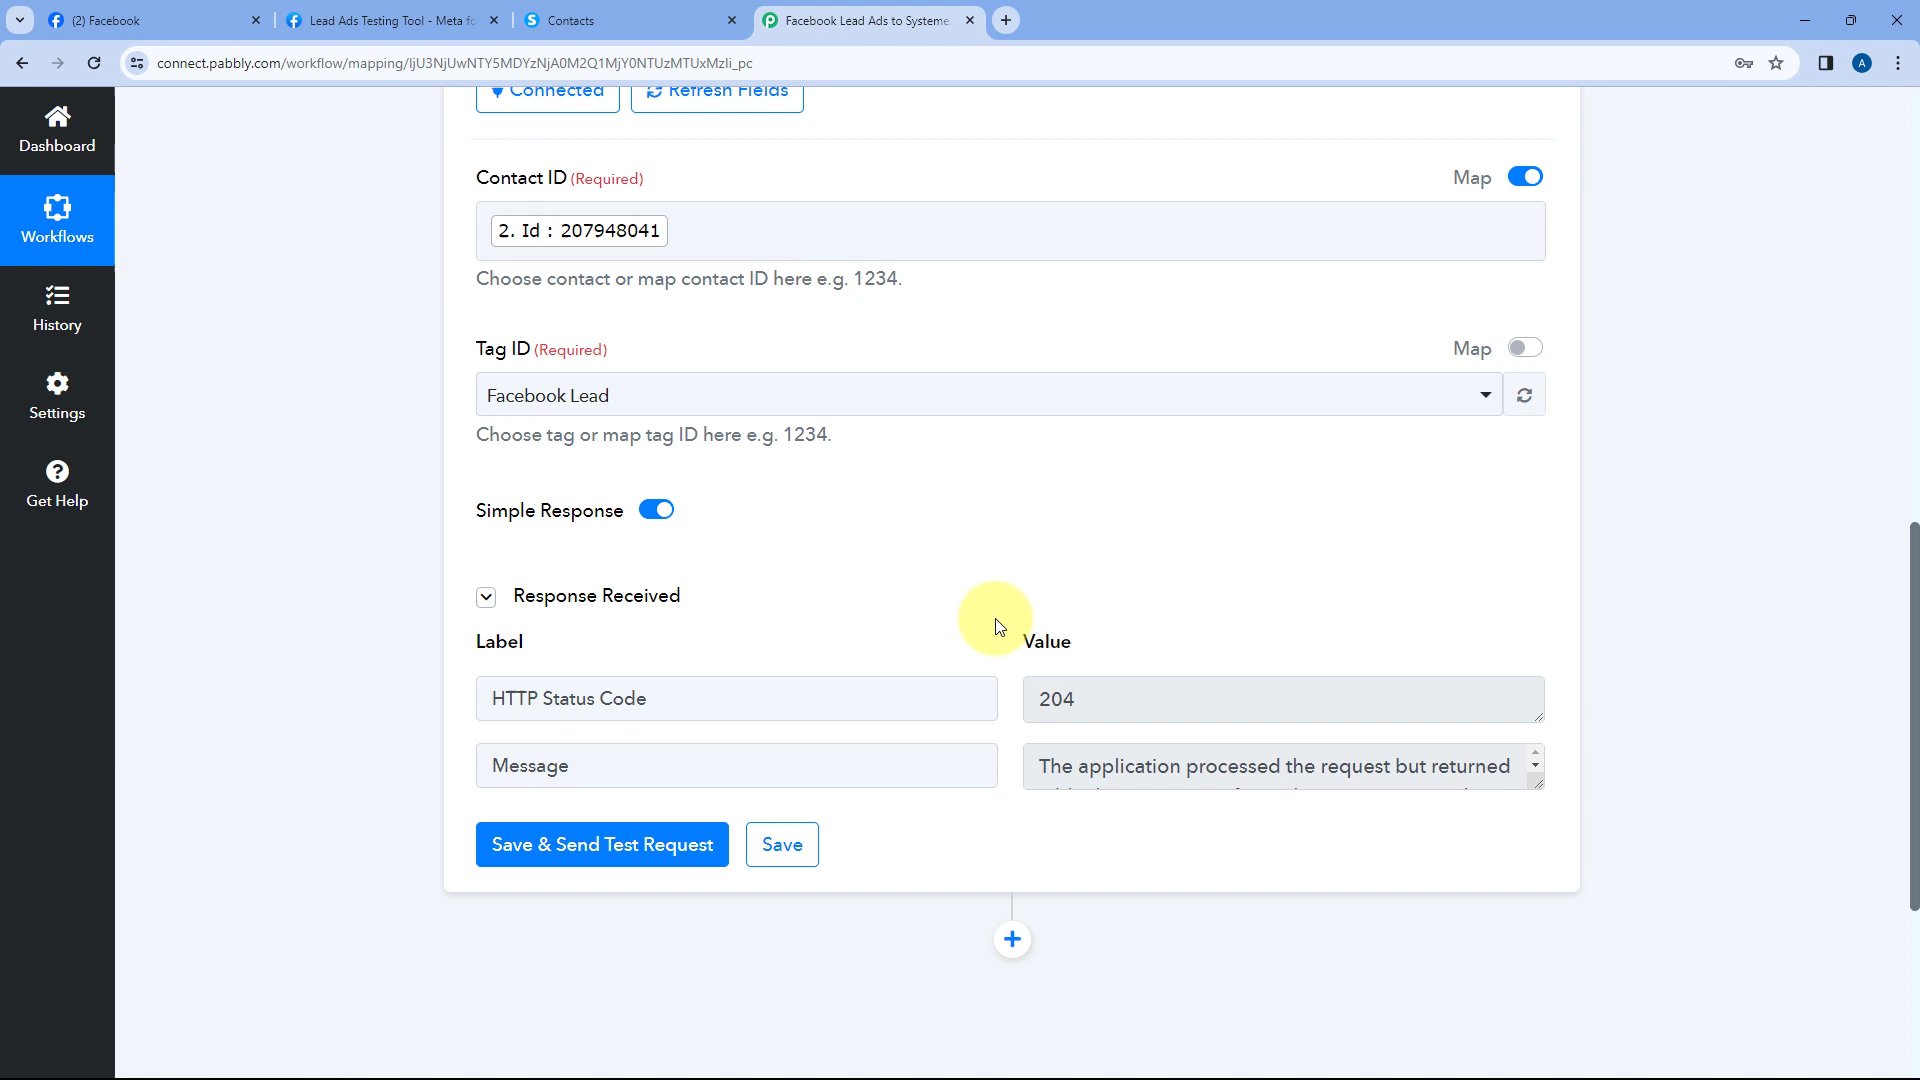 (2) Facebook
Lead Ads Testing Tool - Meta fo
Contacts
Facebook Lead Ads to Systeme.
connect.pabbly.com/workflow/mapping/IjU3NjUwNTY5MDYzNjA0M2Q1MjY0NTUzMTUxMzIi_pc
A
Dashboard
Workflows
History
Settings
Get Help
Connected
Refresh Fields
Contact ID (Required)
Map
2. Id : 207948041
Choose contact or map contact ID here e.g. 1234.
Tag ID (Required)
Map
Facebook Lead
Choose tag or map tag ID here e.g. 1234.
Simple Response
Response Received
Label
Value
HTTP Status Code
204
Message
The application processed the request but returned
Save & Send Test Request
Save